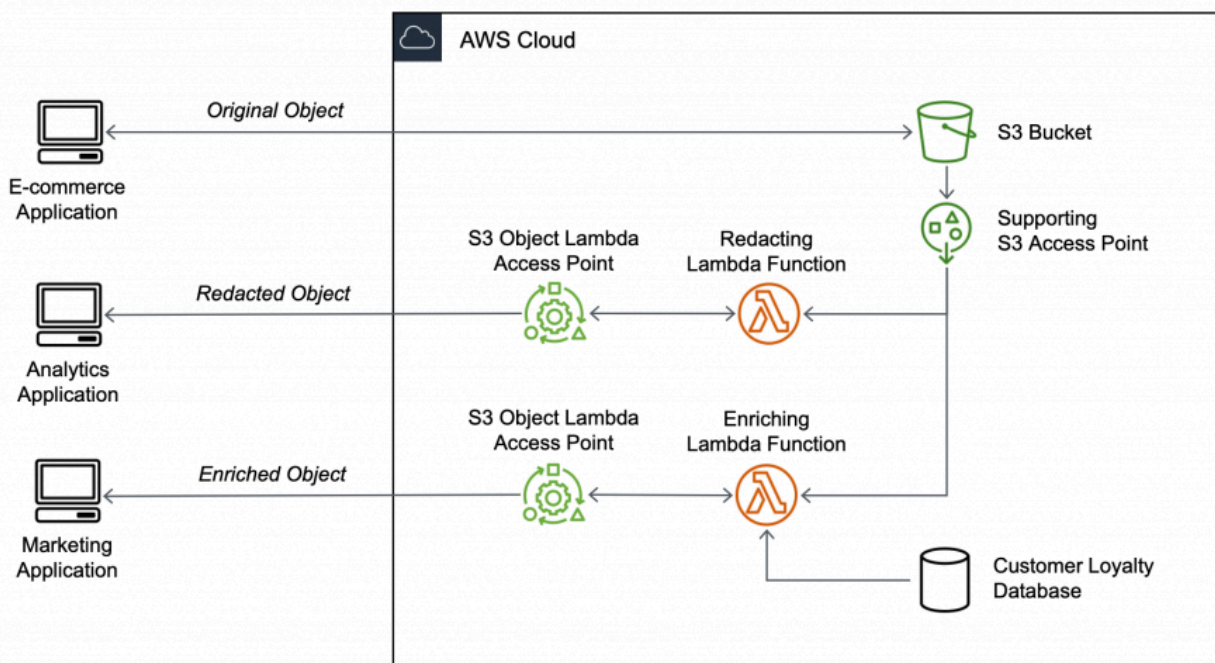 AWS Cloud
Original Object
S3 Bucket
E-commerce
Application
Supporting
S3 Access Point
S3 Object Lambda
Access Point
Redacting
Lambda Function
Redacted Object
Analytics
Application
S3 Object Lambda
Access Point
Enriching
Lambda Function
Enriched Object
Marketing
Application
Customer Loyalty
Database